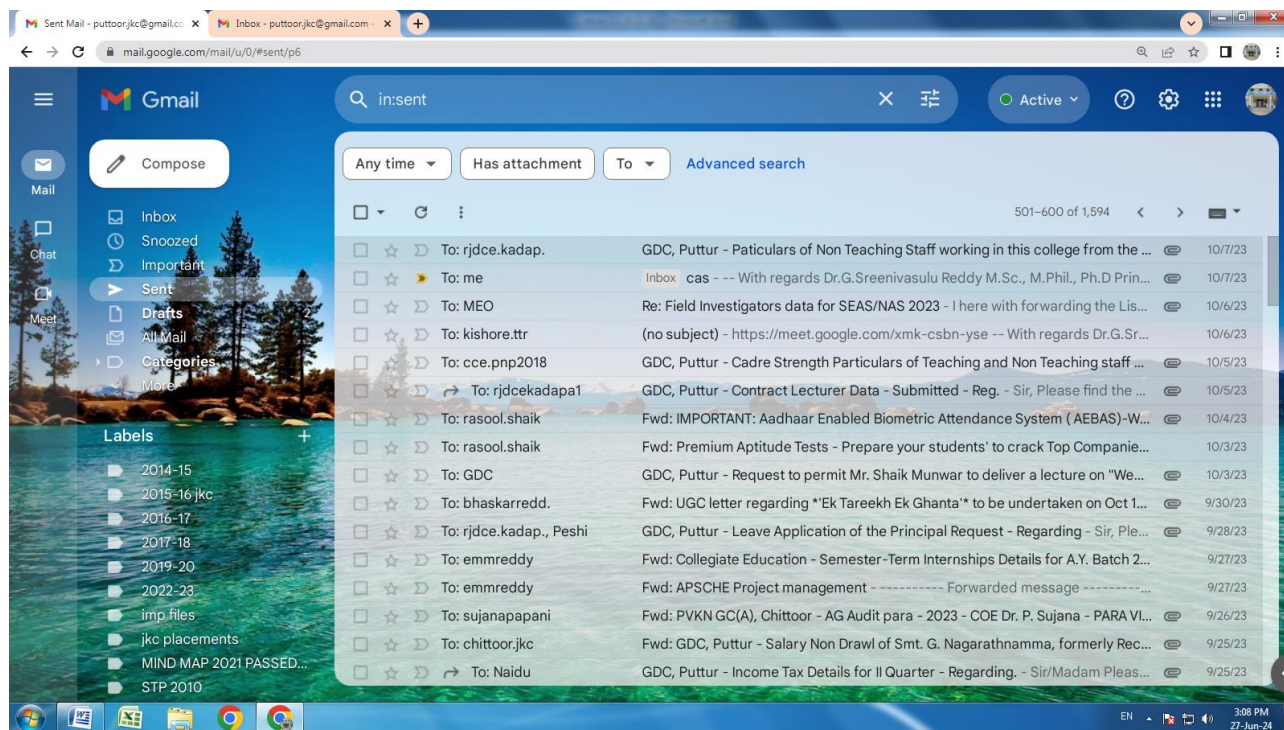 Sent Mail - puttoor.jkc@gmail.co
Inbox - puttoor.jkc@gmail.com -
mail.google.com/mail/u/0/#sent/p6
Gmail
in:sent
Active
Mail
Chat
Meet
Compose
Inbox
Snoozed
Important
Sent
Drafts 2
All Mail
Categories
More
Labels +
2014-15
2015-16 jkc
2016-17
2017-18
2019-20
2022-23
imp files
jkc placements
MIND MAP 2021 PASSED...
STP 2010
Any time Has attachment To Advanced search
501–600 of 1,594
To: rjdce.kadap. GDC, Puttur - Paticulars of Non Teaching Staff working in this college from the ... 10/7/23
To: me Inbox cas - -- With regards Dr.G.Sreenivasulu Reddy M.Sc., M.Phil., Ph.D Prin... 10/7/23
To: MEO Re: Field Investigators data for SEAS/NAS 2023 - I here with forwarding the Lis... 10/6/23
To: kishore.ttr (no subject) - https://meet.google.com/xmk-csbn-yse -- With regards Dr.G.Sr... 10/6/23
To: cce.pnp2018 GDC, Puttur - Cadre Strength Particulars of Teaching and Non Teaching staff ... 10/5/23
To: rjdcekadapa1 GDC, Puttur - Contract Lecturer Data - Submitted - Reg. - Sir, Please find the ... 10/5/23
To: rasool.shaik Fwd: IMPORTANT: Aadhaar Enabled Biometric Attendance System ( AEBAS)-W... 10/4/23
To: rasool.shaik Fwd: Premium Aptitude Tests - Prepare your students' to crack Top Companie... 10/3/23
To: GDC GDC, Puttur - Request to permit Mr. Shaik Munwar to deliver a lecture on "We... 10/3/23
To: bhaskarredd. Fwd: UGC letter regarding *'Ek Tareekh Ek Ghanta'* to be undertaken on Oct 1... 9/30/23
To: rjdce.kadap., Peshi GDC, Puttur - Leave Application of the Principal Request - Regarding - Sir, Ple... 9/28/23
To: emmreddy Fwd: Collegiate Education - Semester-Term Internships Details for A.Y. Batch 2... 9/27/23
To: emmreddy Fwd: APSCHE Project management - ---------- Forwarded message ---------... 9/27/23
To: sujanapapani Fwd: PVKN GC(A), Chittoor - AG Audit para - 2023 - COE Dr. P. Sujana - PARA VI... 9/26/23
To: chittoor.jkc Fwd: GDC, Puttur - Salary Non Drawl of Smt. G. Nagarathnamma, formerly Rec... 9/25/23
To: Naidu GDC, Puttur - Income Tax Details for II Quarter - Regarding. - Sir/Madam Pleas... 9/25/23
EN
3:08 PM
27-Jun-24